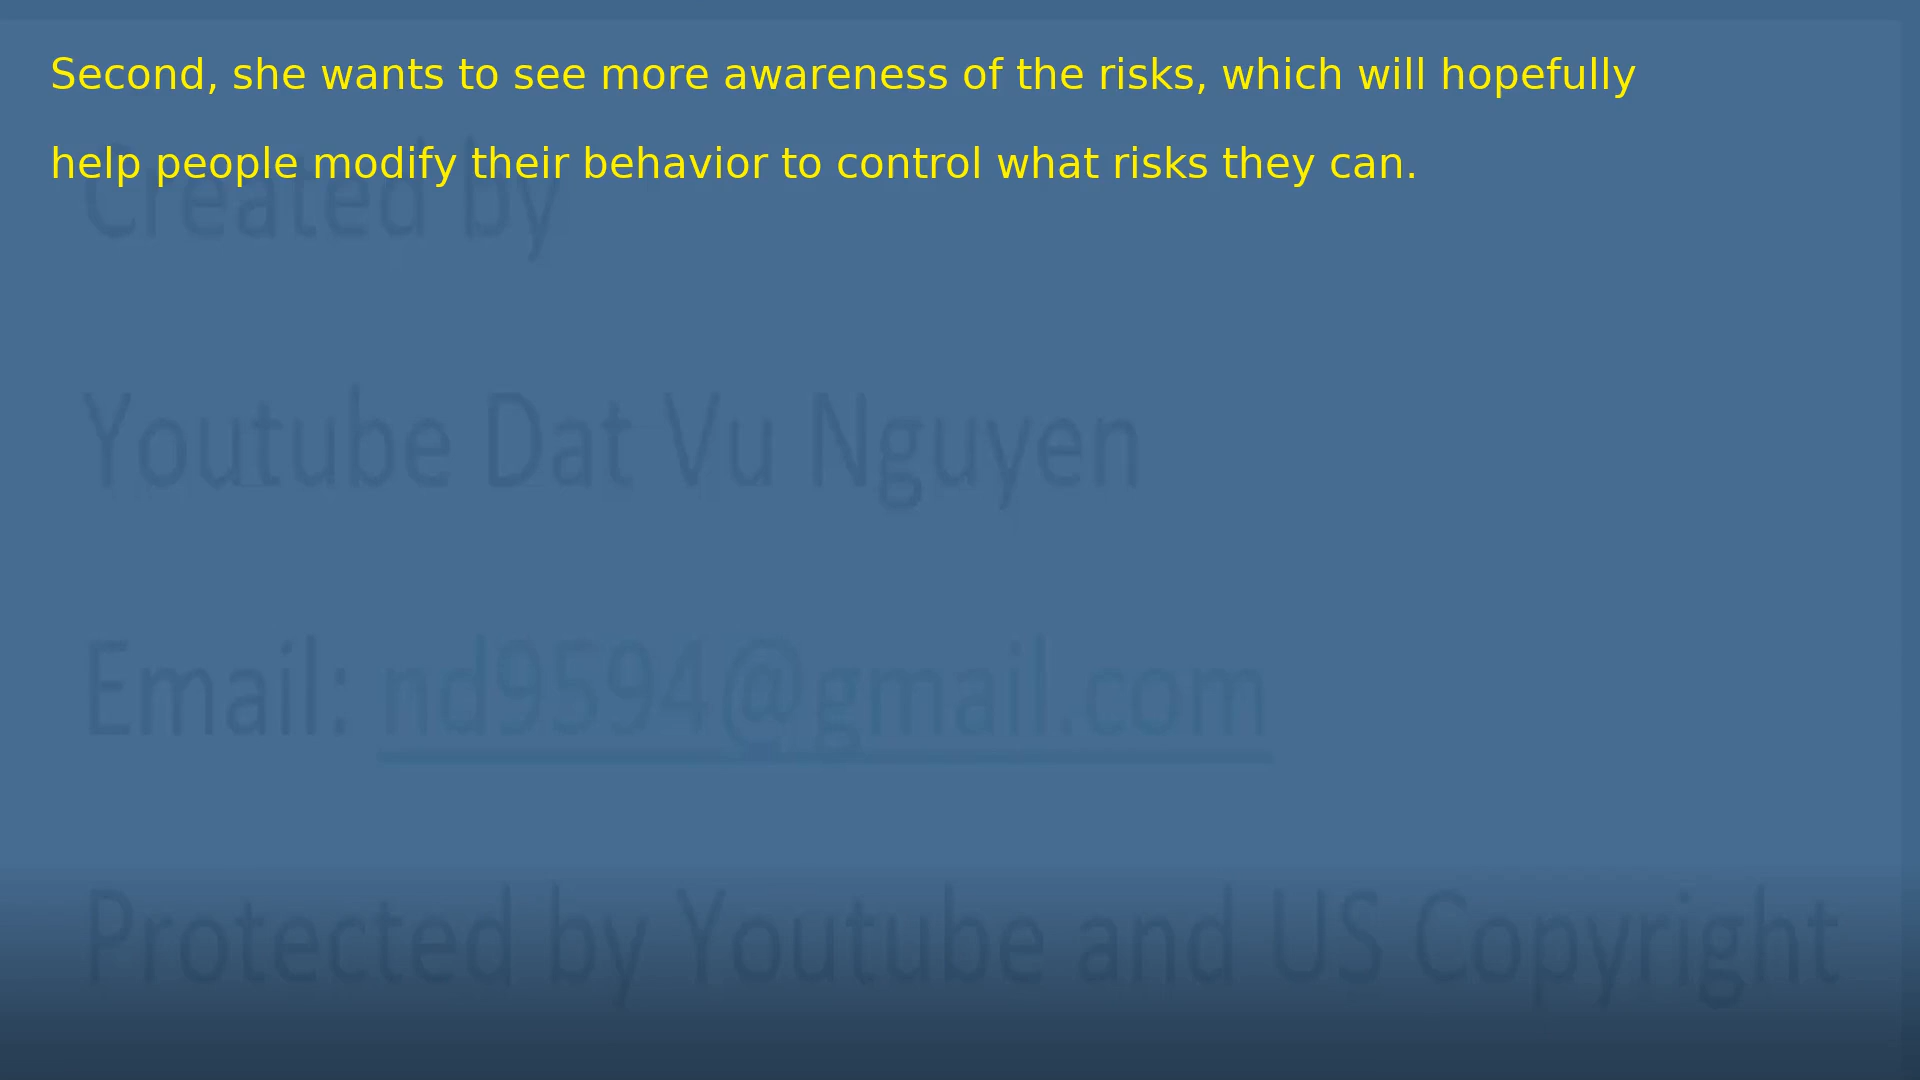 Second, she wants to see more awareness of the risks, which will hopefully
help people modify their behavior to control what risks they can.
Created by
Youtube Dat Vu Nguyen
Email: nd9594@gmail.com
Protected by Youtube and US Copyright